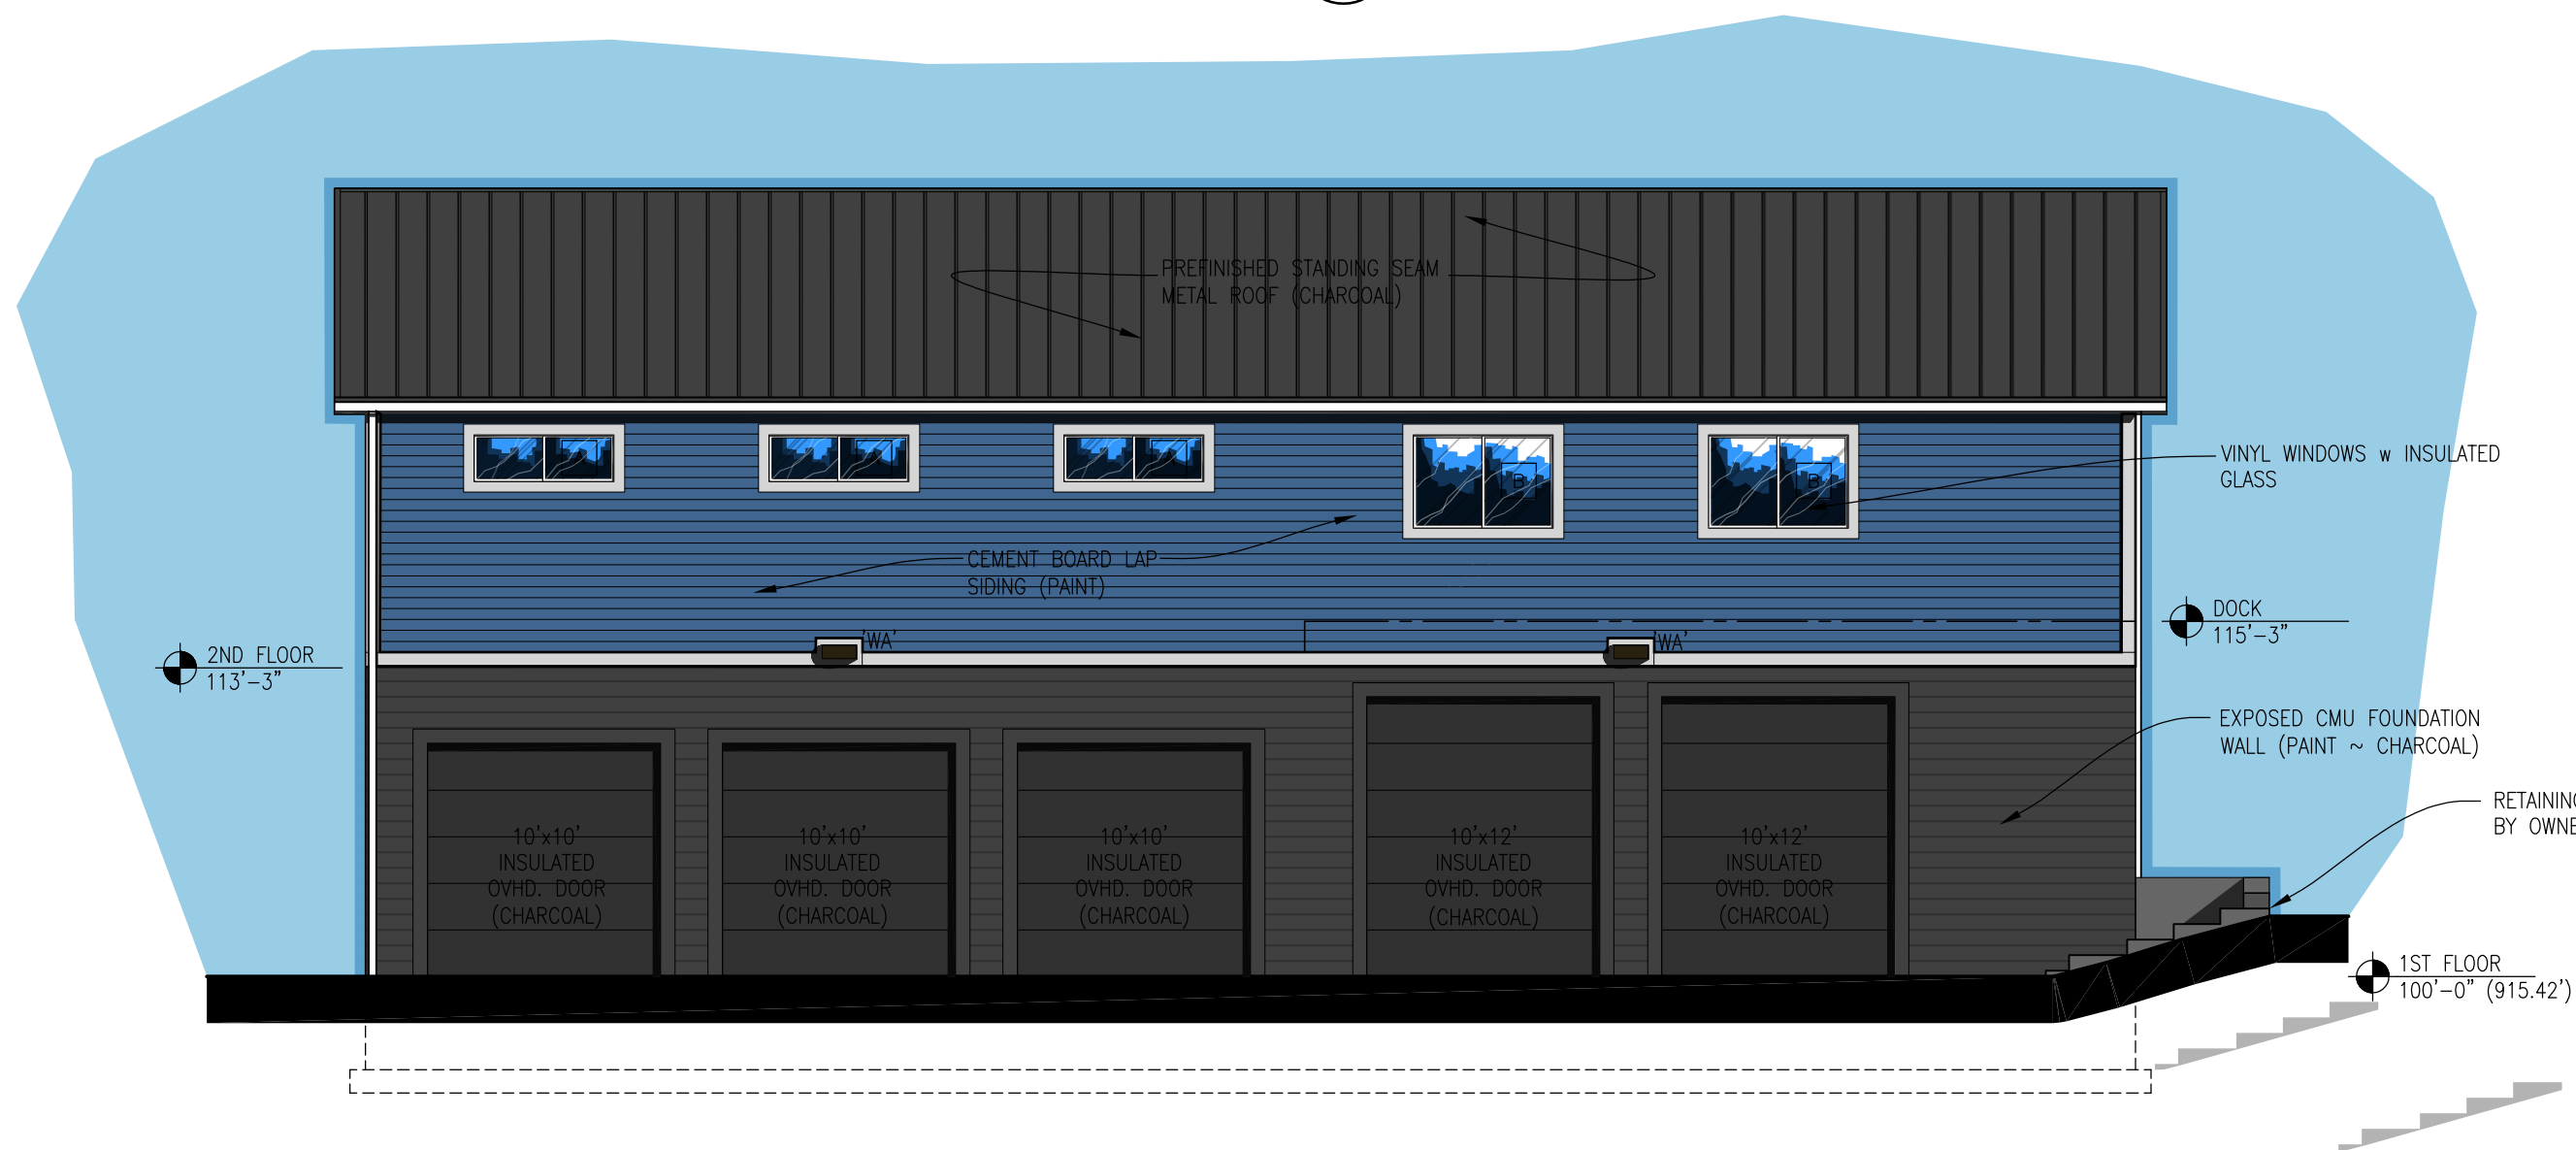 PREFINISHED STANDING SEAM
METAL ROOF (CHARCOAL)
VINYL WINDOWS w INSULATED
GLASS
B
B
CEMENT BOARD LAP
SIDING (PAINT)
DOCK
115'-3"
'WA'
'WA'
2ND FLOOR
113'-3"
EXPOSED CMU FOUNDATION
WALL (PAINT ~ CHARCOAL)
RETAINING
BY OWNE
10'x10'
INSULATED
OVHD. DOOR
(CHARCOAL)
10'x10'
INSULATED
OVHD. DOOR
(CHARCOAL)
10'x10'
INSULATED
OVHD. DOOR
(CHARCOAL)
10'x12'
INSULATED
OVHD. DOOR
(CHARCOAL)
10'x12'
INSULATED
OVHD. DOOR
(CHARCOAL)
1ST FLOOR
100'-0" (915.42')